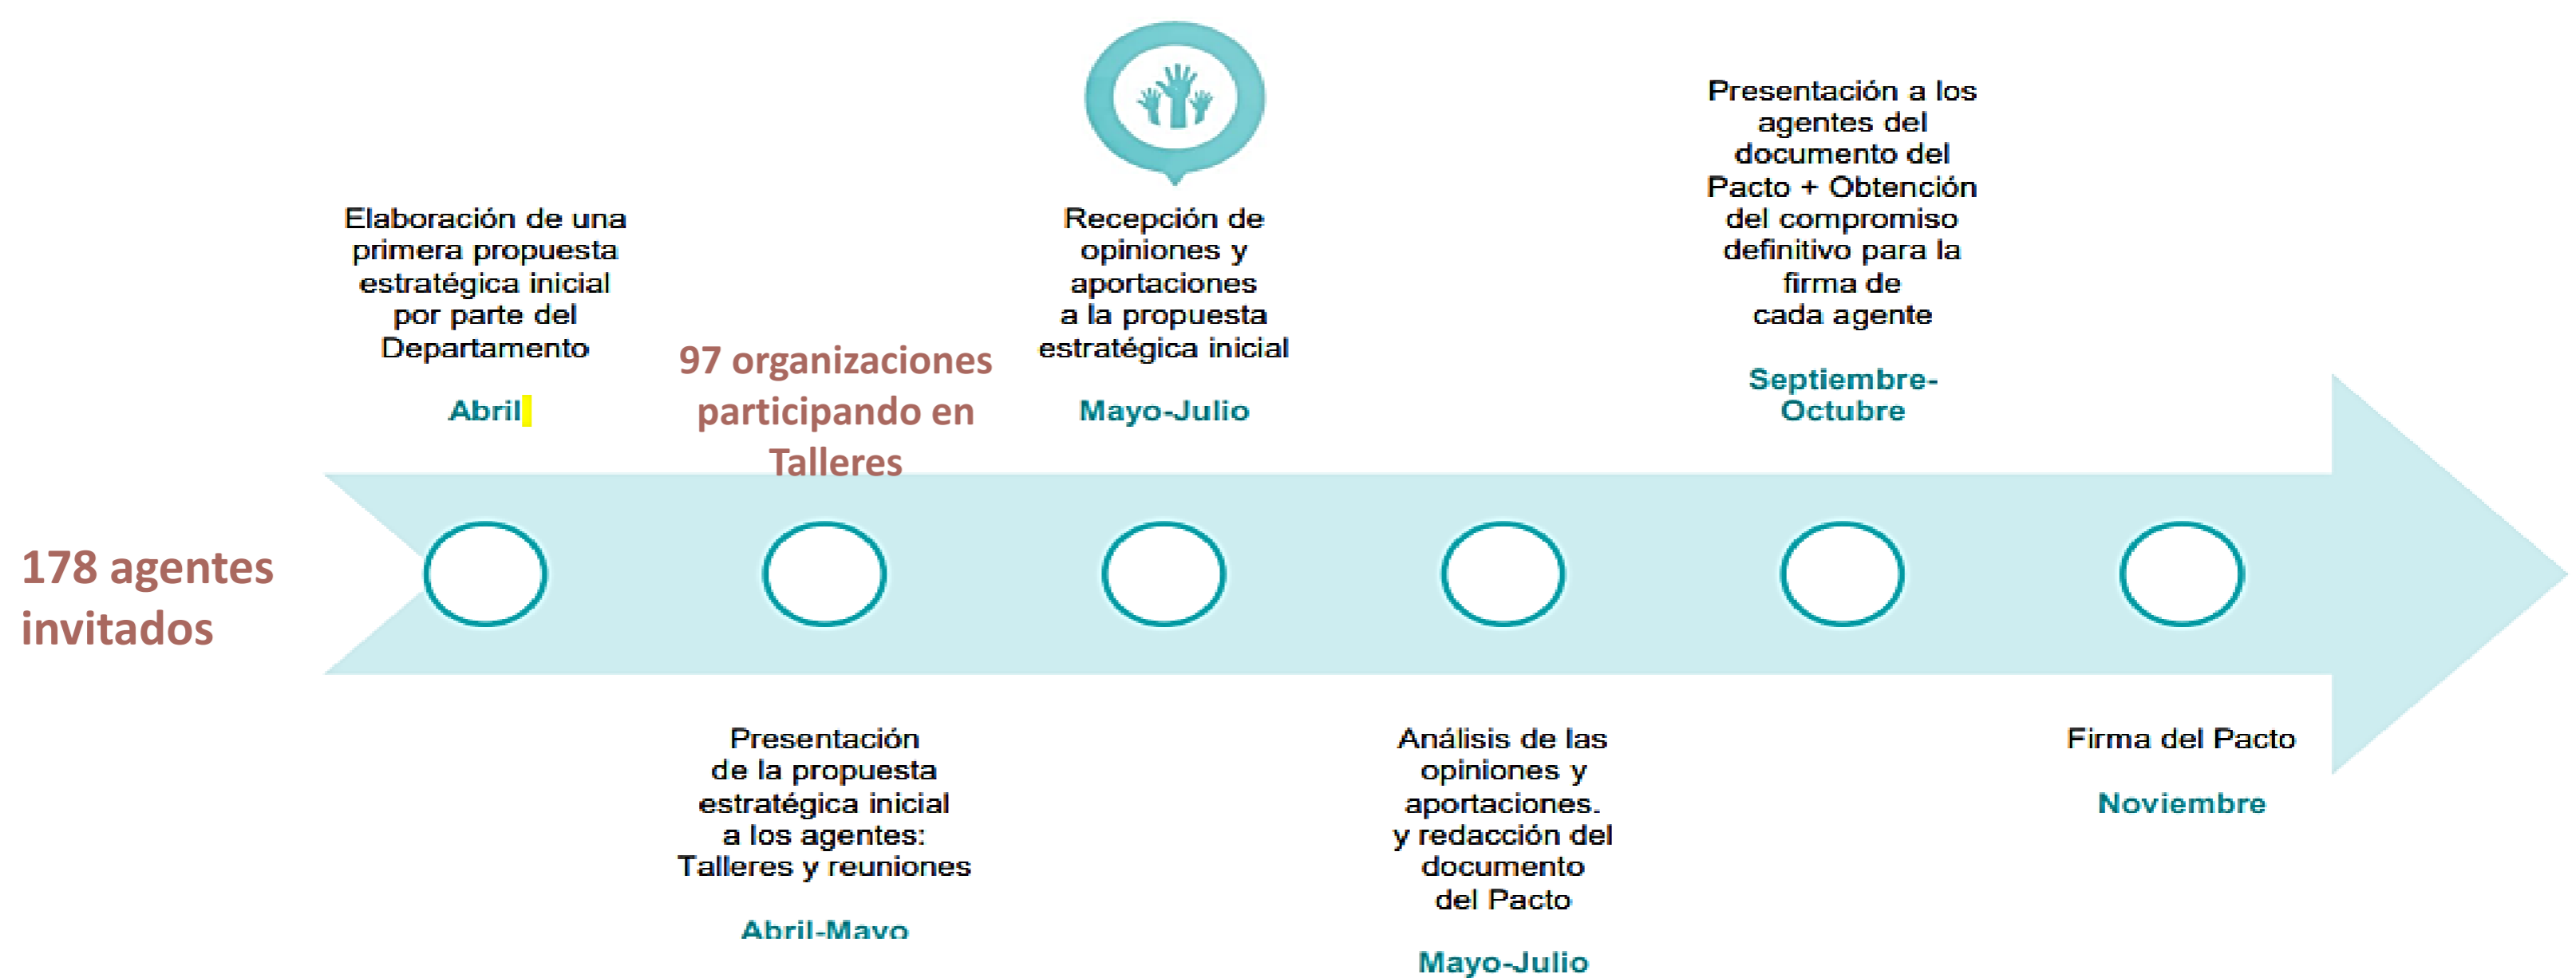 178 agentes
invitados
Elaboración de una
primera propuesta
estratégica inicial
por parte del
Departamento
Abril
97 organizaciones
participando en
Talleres
Presentación
de la propuesta
estratégica inicial
a los agentes:
Talleres y reuniones
Abril-Mayo
Recepción de
opiniones y
aportaciones
a la propuesta
estratégica inicial
Mayo-Julio
Análisis de las
opiniones y
aportaciones.
y redacción del
documento
del Pacto
Mayo-Julio
Presentación a los
agentes del
documento del
Pacto + Obtención
del compromiso
definitivo para la
firma de
cada agente
Septiembre-
Octubre
Firma del Pacto
Noviembre